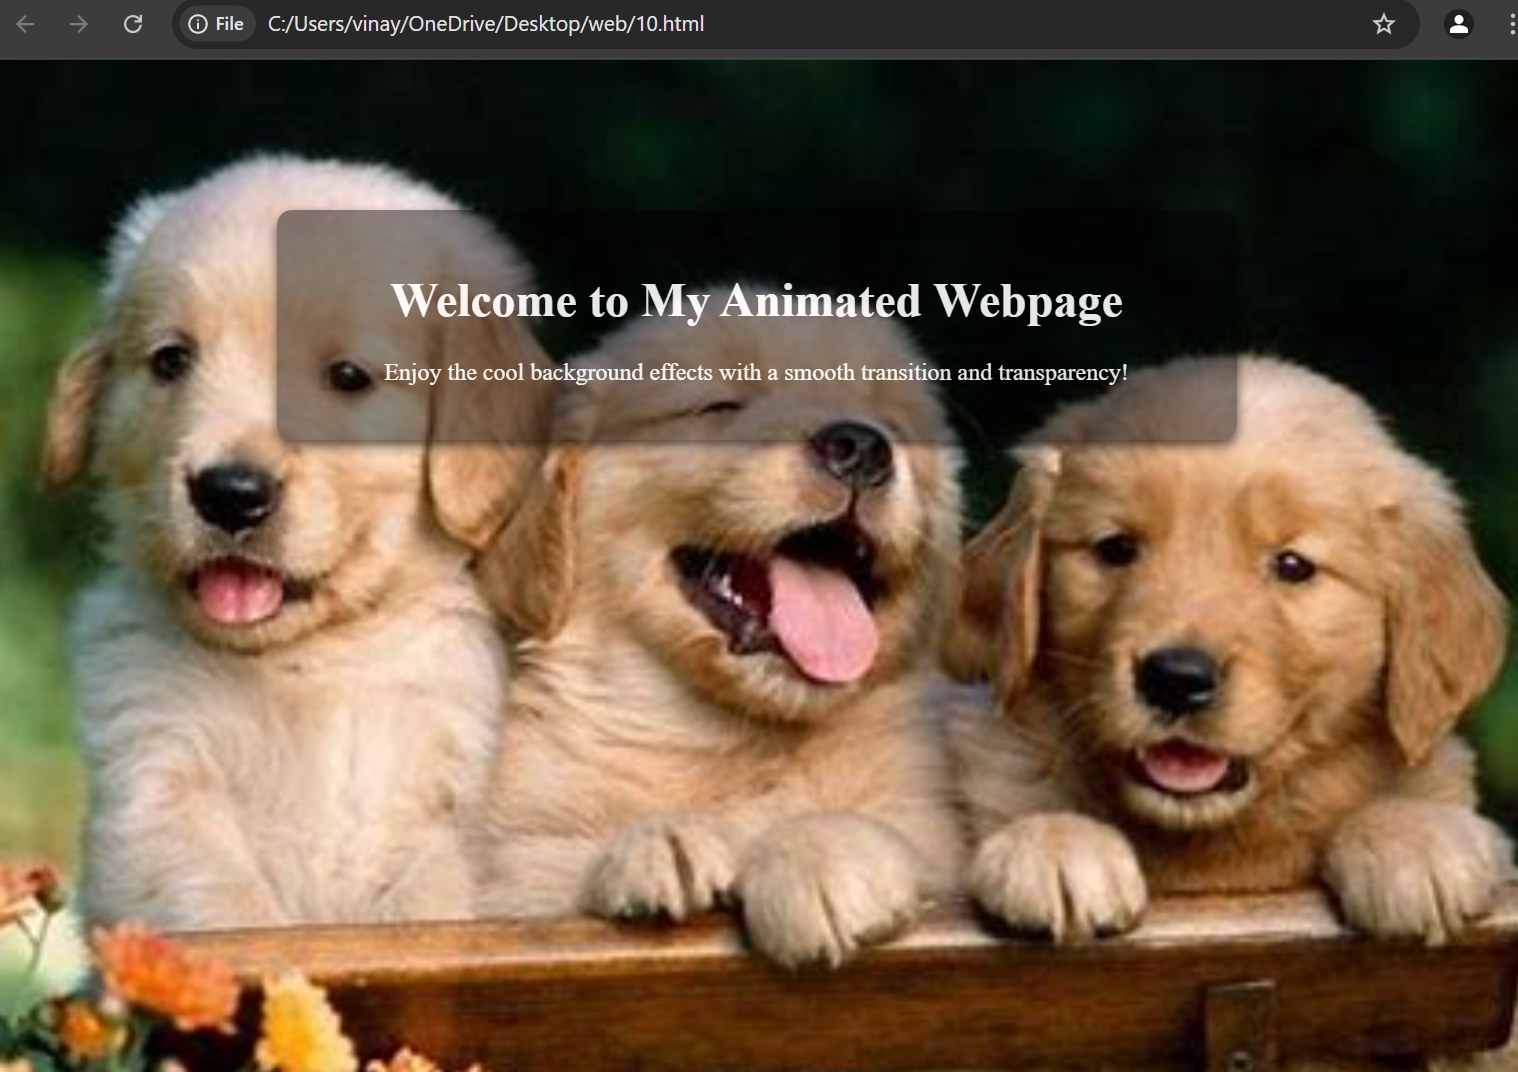 File C:/Users/vinay/OneDrive/Desktop/web/10.html
Welcome to My Animated Webpage
Enjoy the cool background effects with a smooth transition and transparency!